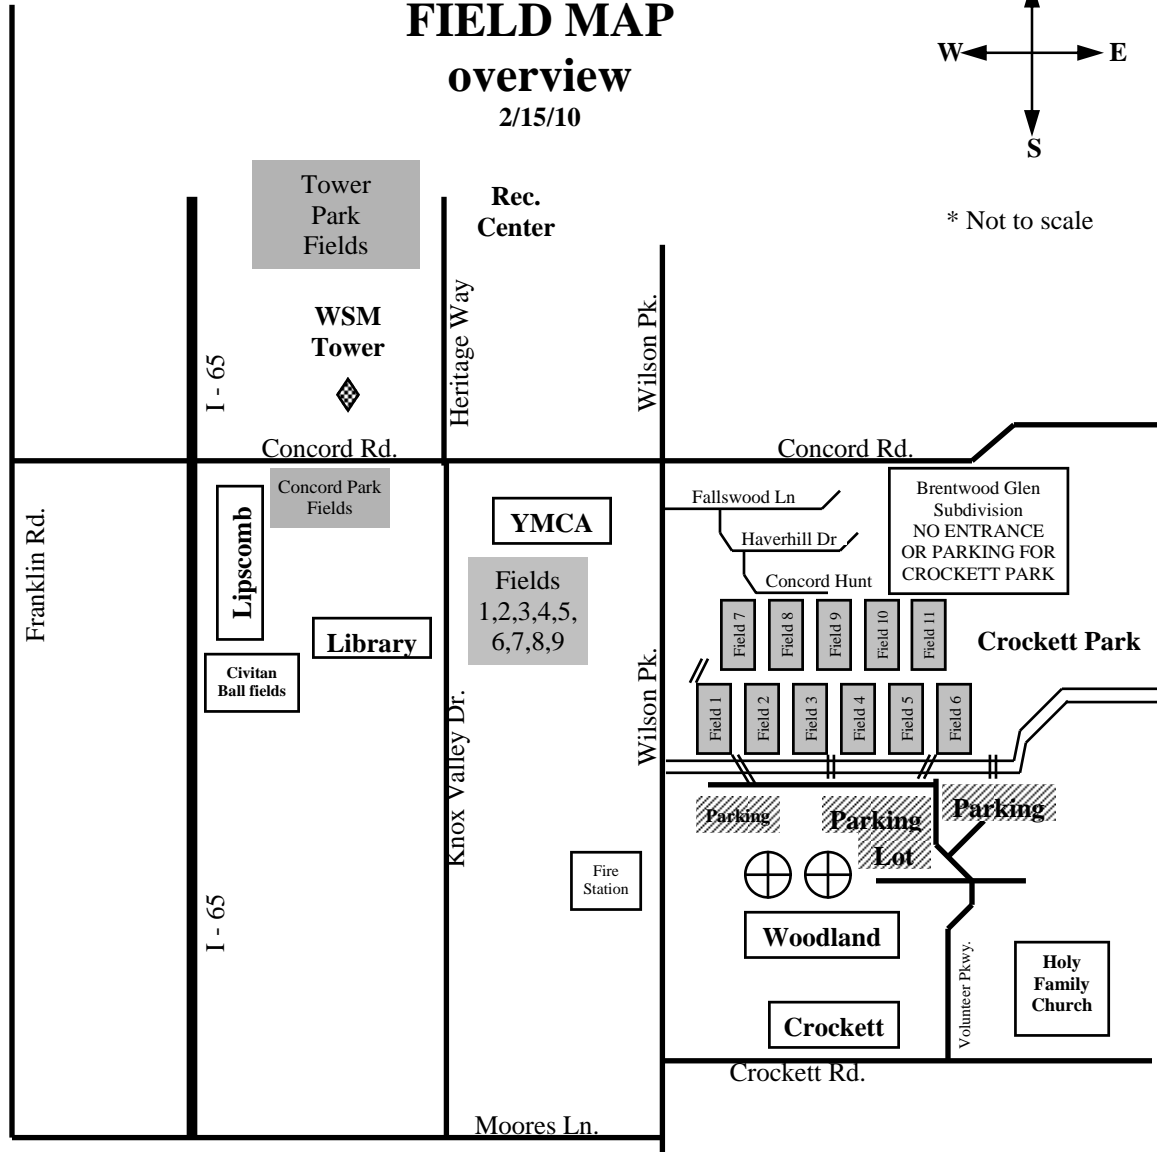 FIELD MAP
overview
2/15/10
W
E
S
* Not to scale
Tower
Park
Fields
Rec.
Center
WSM
Tower
I - 65
Heritage Way
Wilson Pk.
Concord Rd.
Concord Rd.
Franklin Rd.
Lipscomb
Concord Park
Fields
YMCA
Fields
1,2,3,4,5,
6,7,8,9
Library
Civitan
Ball fields
Knox Valley Dr.
Wilson Pk.
Fallswood Ln
Haverhill Dr
Concord Hunt
Brentwood Glen
Subdivision
NO ENTRANCE
OR PARKING FOR
CROCKETT PARK
Field 7
Field 8
Field 9
Field 10
Field 11
Crockett Park
Field 1
Field 2
Field 3
Field 4
Field 5
Field 6
Parking
Parking
Lot
Parking
Fire
Station
I - 65
Woodland
Crockett
Volunteer Pkwy.
Holy
Family
Church
Crockett Rd.
Moores Ln.